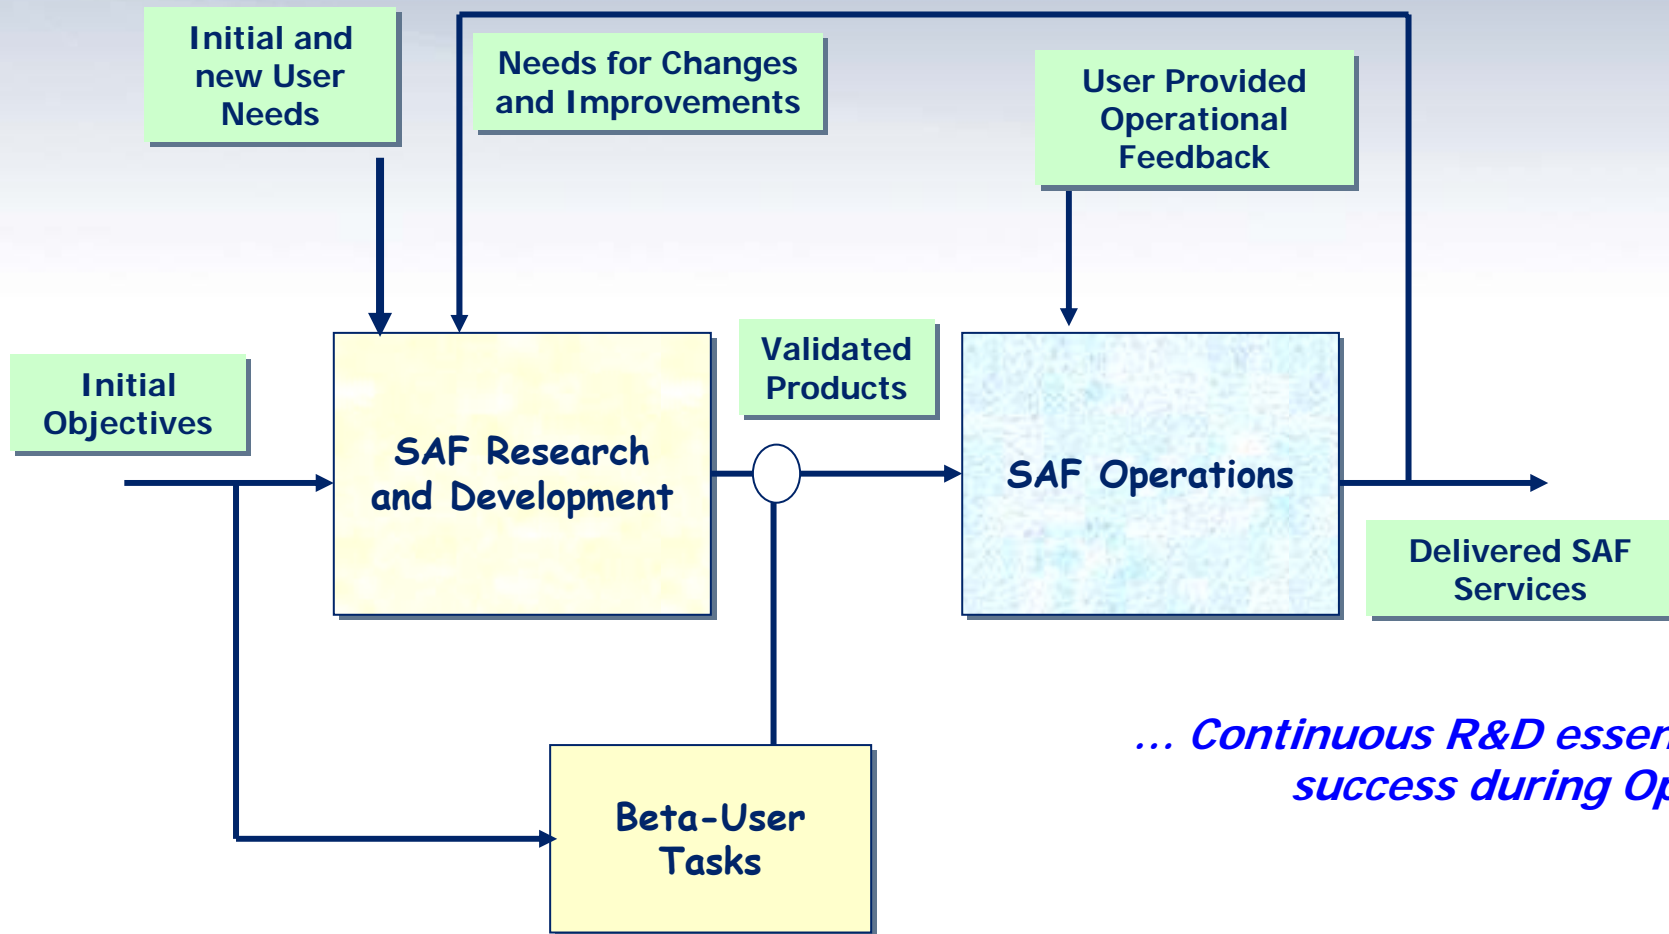 Initial and
new User
Needs
Needs for Changes
and Improvements
User Provided
Operational
Feedback
Initial
Objectives
SAF Research
and Development
Validated
Products
SAF Operations
Delivered SAF
Services
Beta-User
Tasks
... Continuous R&D
success during